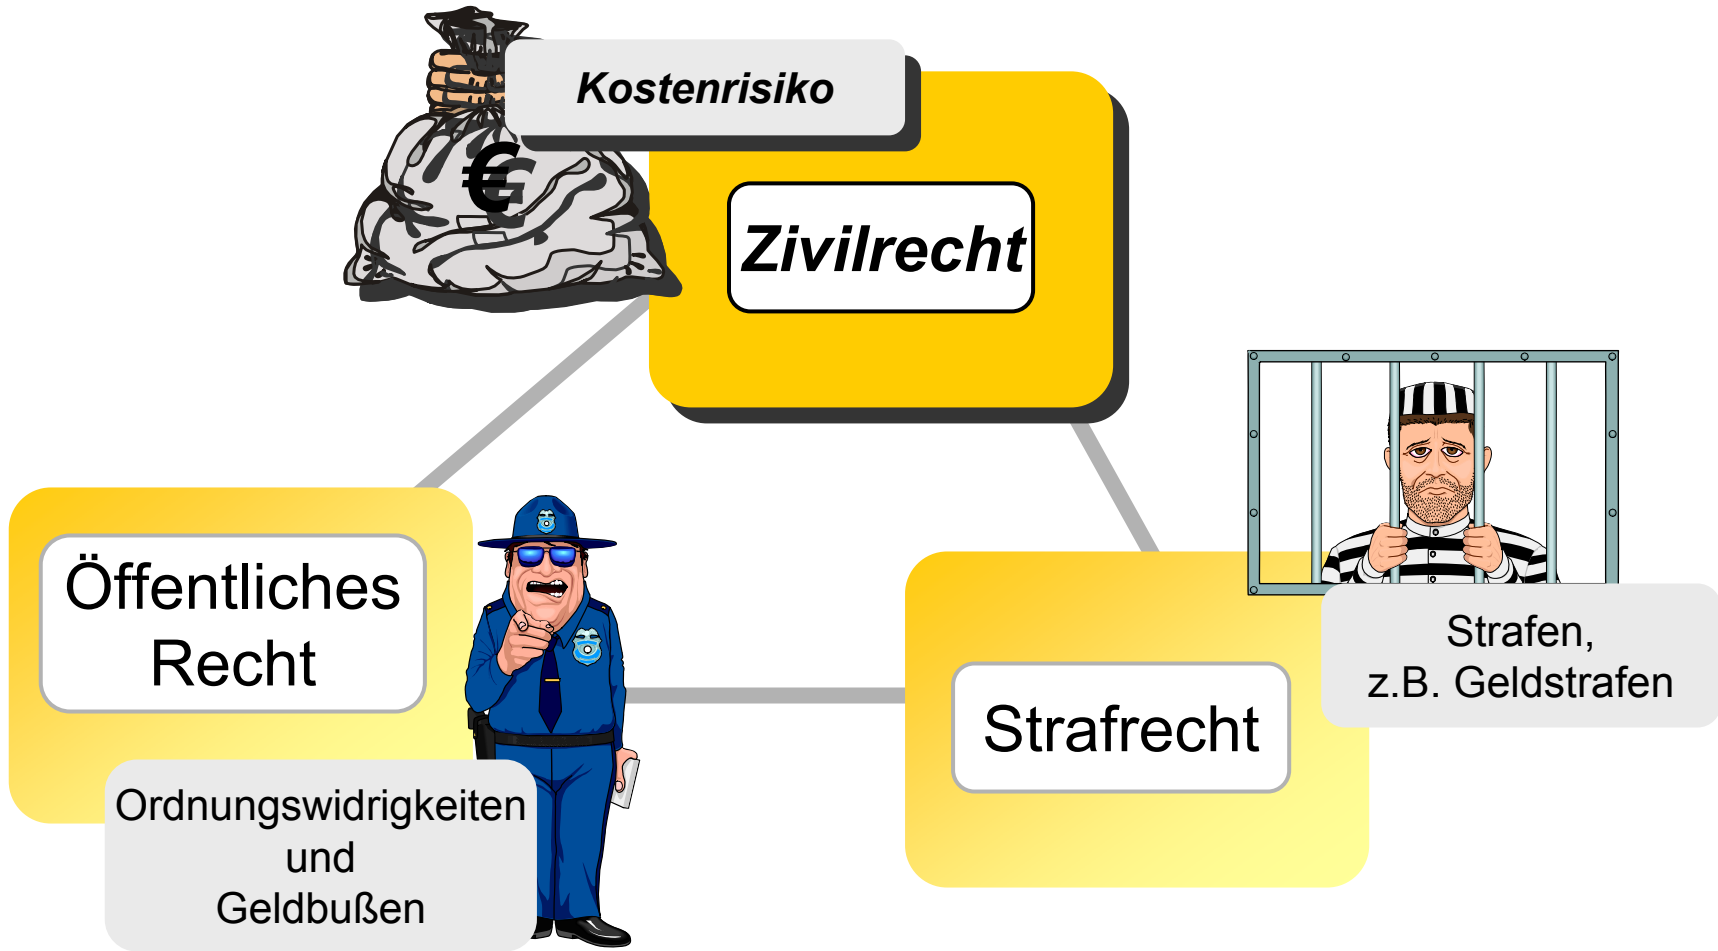 Kostenrisiko
€
Zivilrecht
Öffentliches
Recht
Strafen,
z.B. Geldstrafen
Strafrecht
Ordnungswidrigkeiten
und
Geldbußen